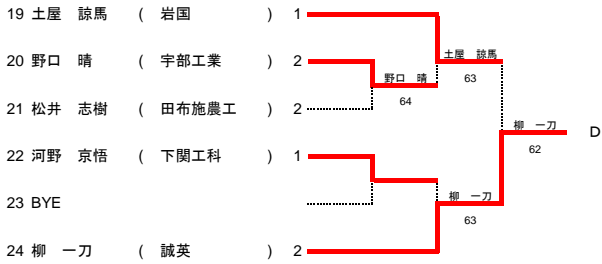 19 土屋 諒馬 ( 岩国 ) 1
土屋 諒馬
20 野口 晴 ( 宇部工業 ) 2
野口 晴
63
64
21 松井 志樹 ( 田布施農工 ) 2
柳 一刀
D
62
22 河野 京悟 ( 下関工科 ) 1
柳 一刀
23 BYE
63
24 柳 一刀 ( 誠英 ) 2